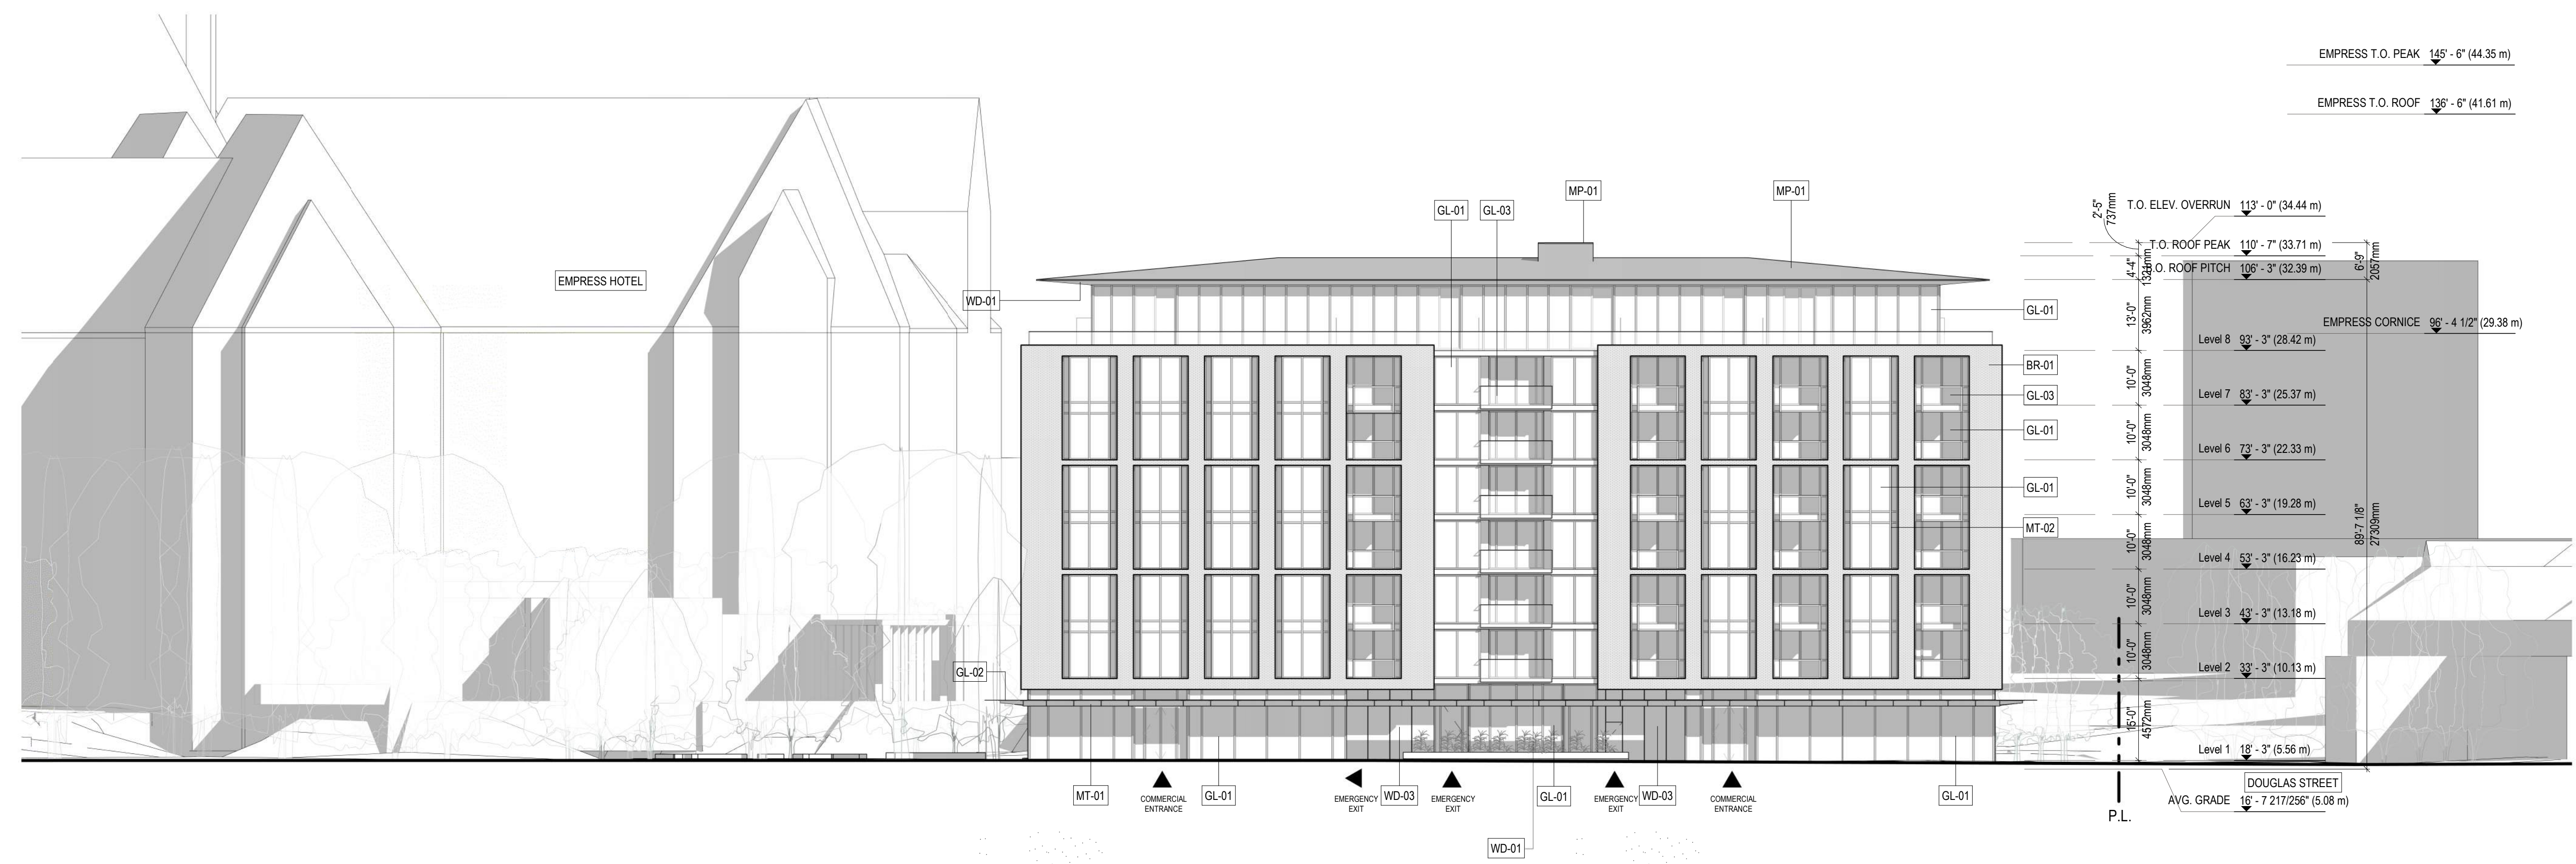 EMPRESS T.O. PEAK 145' - 6" (44.35 m)
EMPRESS T.O. ROOF 136' - 6" (41.61 m)
MP-01
MP-01
GL-01
GL-03
2'-5"
737mm
T.O. ELEV. OVERRUN 113' - 0" (34.44 m)
T.O. ROOF PEAK 110' - 7" (33.71 m)
4'-4"
1321mm
B.O. ROOF PITCH 106' - 3" (32.39 m)
6'-9"
2057mm
EMPRESS HOTEL
WD-01
GL-01
13'-0"
3962mm
EMPRESS CORNICE 96' - 4 1/2" (29.38 m)
Level 8 93' - 3" (28.42 m)
BR-01
10'-0"
3048mm
Level 7 83' - 3" (25.37 m)
GL-03
GL-01
10'-0"
3048mm
Level 6 73' - 3" (22.33 m)
GL-01
10'-0"
3048mm
Level 5 63' - 3" (19.28 m)
MT-02
10'-0"
3048mm
89'-7 1/8"
27309mm
Level 4 53' - 3" (16.23 m)
10'-0"
3048mm
Level 3 43' - 3" (13.18 m)
10'-0"
3048mm
Level 2 33' - 3" (10.13 m)
GL-02
15'-0"
4572mm
Level 1 18' - 3" (5.56 m)
DOUGLAS STREET
AVG. GRADE 16' - 7 217/256" (5.08 m)
P.L.
MT-01
COMMERCIAL
ENTRANCE
GL-01
EMERGENCY
EXIT
WD-03
EMERGENCY
EXIT
GL-01
EMERGENCY
EXIT
WD-03
COMMERCIAL
ENTRANCE
GL-01
WD-01